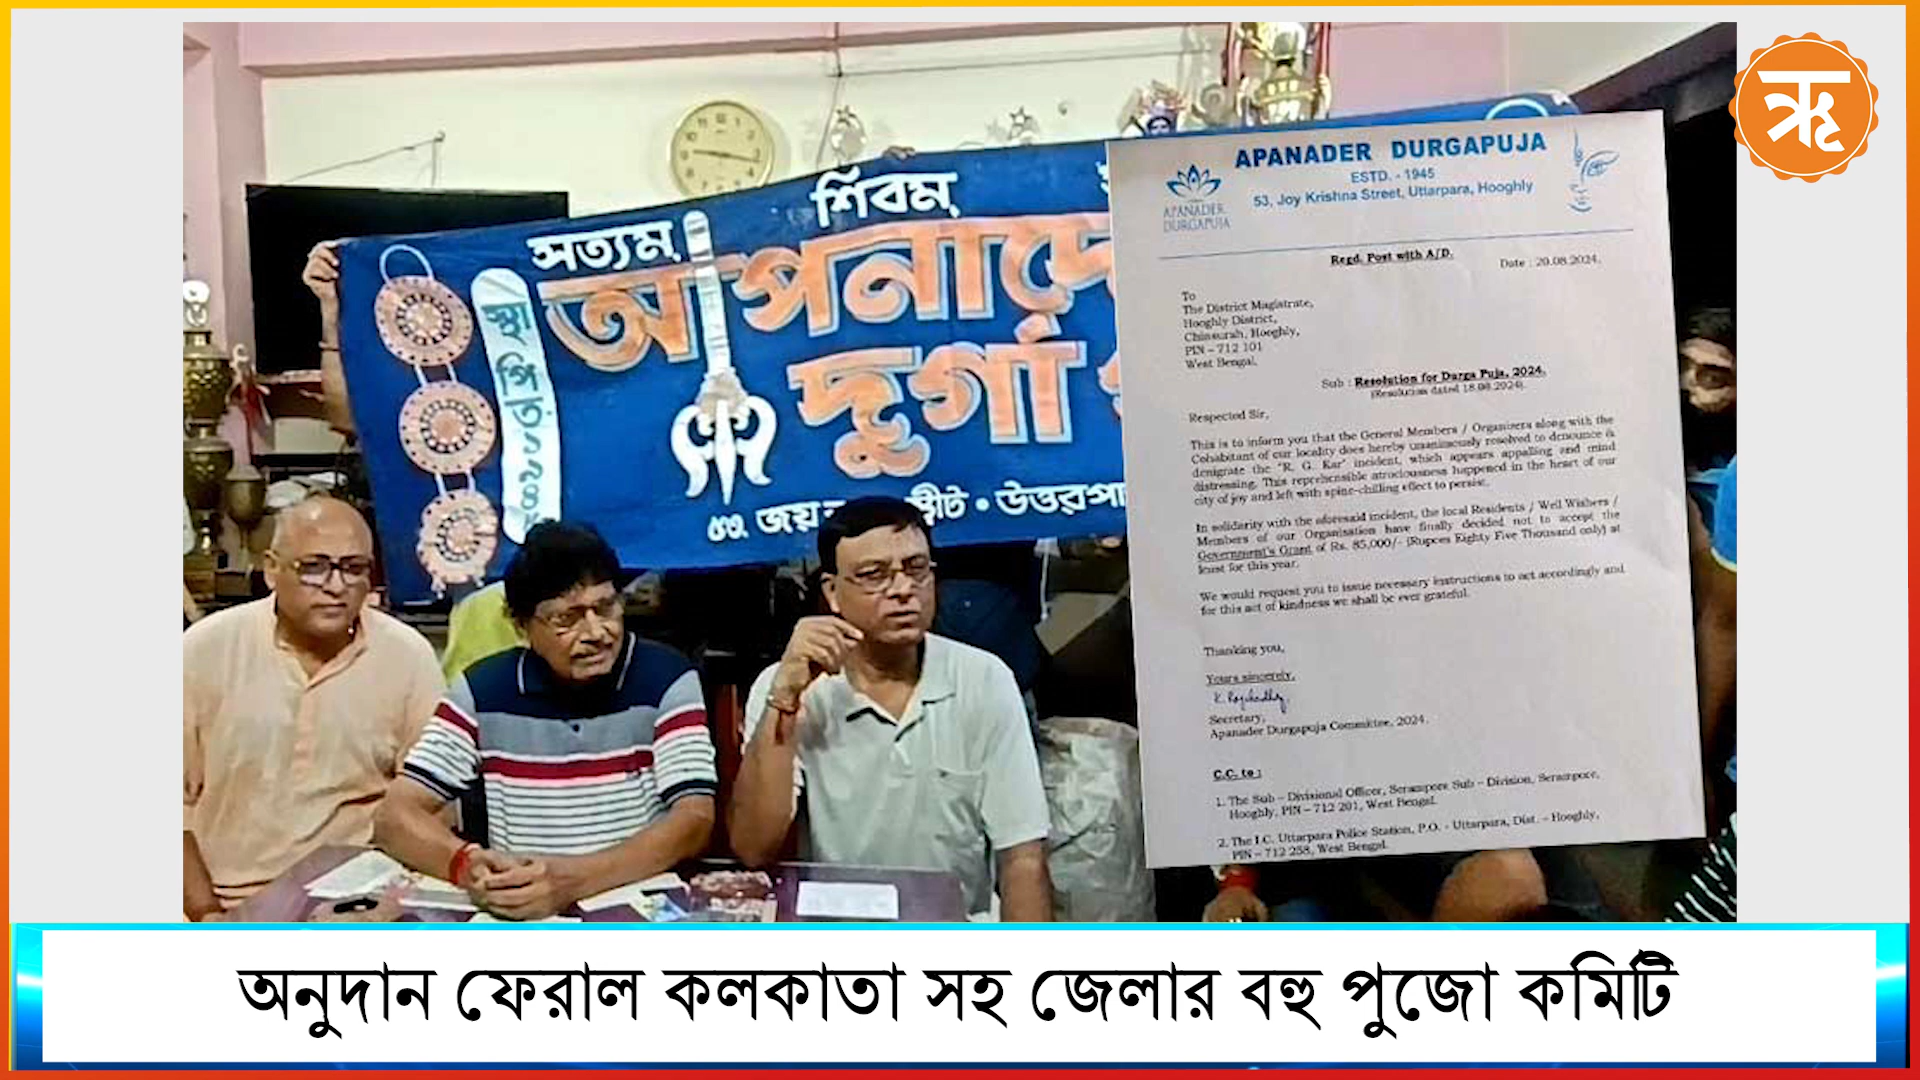 ঋ
সত্যম্
শিবম্
আপনাদে
দুর্গা
স্থাপিত ১৯৪৫
৫৩, জয় ষ্ট্রীট • উত্তরপা
APANADER DURGAPUJA
ESTD. - 1945
53, Joy Krishna Street, Uttarpara, Hooghly
APANADER
DURGAPUJA
Regd. Post with A/D.
Date : 20.08.2024.
To
The District Magistrate,
Hooghly District,
Chinsurah, Hooghly,
PIN – 712 101
West Bengal.
Sub : Resolution for Durga Puja, 2024.
(Resolution dated 18.08.2024).
Respected Sir,
This is to inform you that the General Members / Organizers along with the
Cohabitant of our locality does hereby unanimously resolved to denounce &
denigrate the "R. G. Kar" incident, which appears appalling and mind
distressing. This reprehensible atrociousness happened in the heart of our
city of joy and left with spine-chilling effect to persist.
In solidarity with the aforesaid incident, the local Residents / Well Wishers /
Members of our Organisation have finally decided not to accept the
Government's Grant of Rs. 85,000/- (Rupees Eighty Five Thousand only) at
least for this year.
We would request you to issue necessary instructions to act accordingly and
for this act of kindness we shall be ever grateful.
Thanking you,
Yours sincerely,
Secretary,
Apanader Durgapuja Committee, 2024.
C.C. to :
1. The Sub – Divisional Officer, Serampore Sub – Division, Serampore,
Hooghly, PIN – 712 201, West Bengal.
2. The I.C. Uttarpara Police Station, P.O. - Uttarpara, Dist. – Hooghly,
PIN – 712 258, West Bengal.
অনুদান ফেরাল কলকাতা সহ জেলার বহু পুজো কমিটি